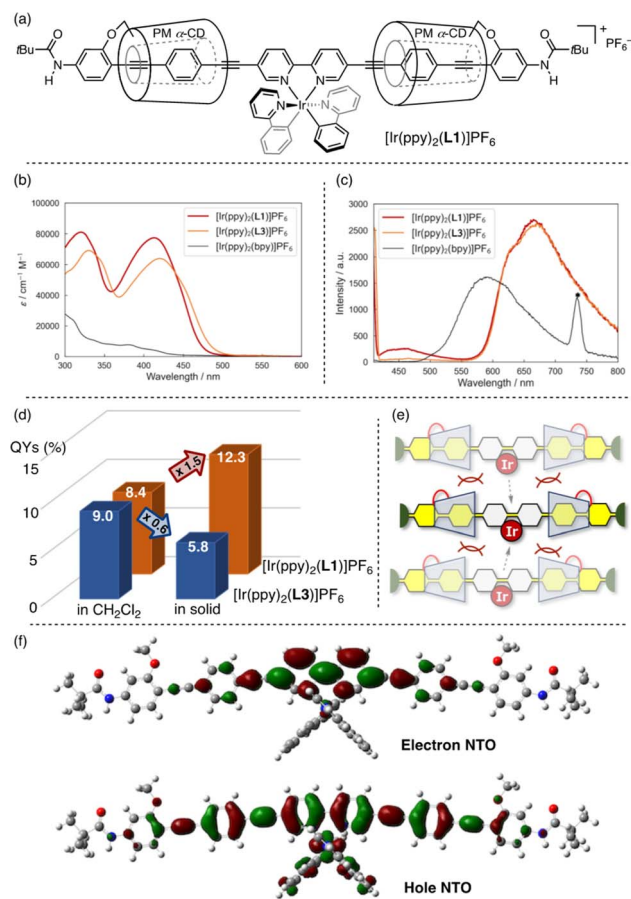 (a)
PM α-CD
PM α-CD
+
PF6−
O
O
O
O
tBu
tBu
N
H
N
H
N
N
N
Ir
N
[Ir(ppy)2(L1)]PF6
(b)
100000
80000
60000
40000
20000
0
ε / cm−1 M−1
[Ir(ppy)2(L1)]PF6
[Ir(ppy)2(L3)]PF6
[Ir(ppy)2(bpy)]PF6
300 350 400 450 500 550 600
Wavelength / nm
(c)
3000
2500
2000
1500
1000
500
0
Intensity / a.u.
[Ir(ppy)2(L1)]PF6
[Ir(ppy)2(L3)]PF6
[Ir(ppy)2(bpy)]PF6
450 500 550 600 650 700 750 800
Wavelength / nm
(d)
QYs (%)
15
10
5
0
9.0
8.4
x 0.6
x 1.5
12.3
5.8
[Ir(ppy)2(L1)]PF6
[Ir(ppy)2(L3)]PF6
in CH2Cl2
in solid
(e)
Ir
Ir
Ir
(f)
Electron NTO
Hole NTO